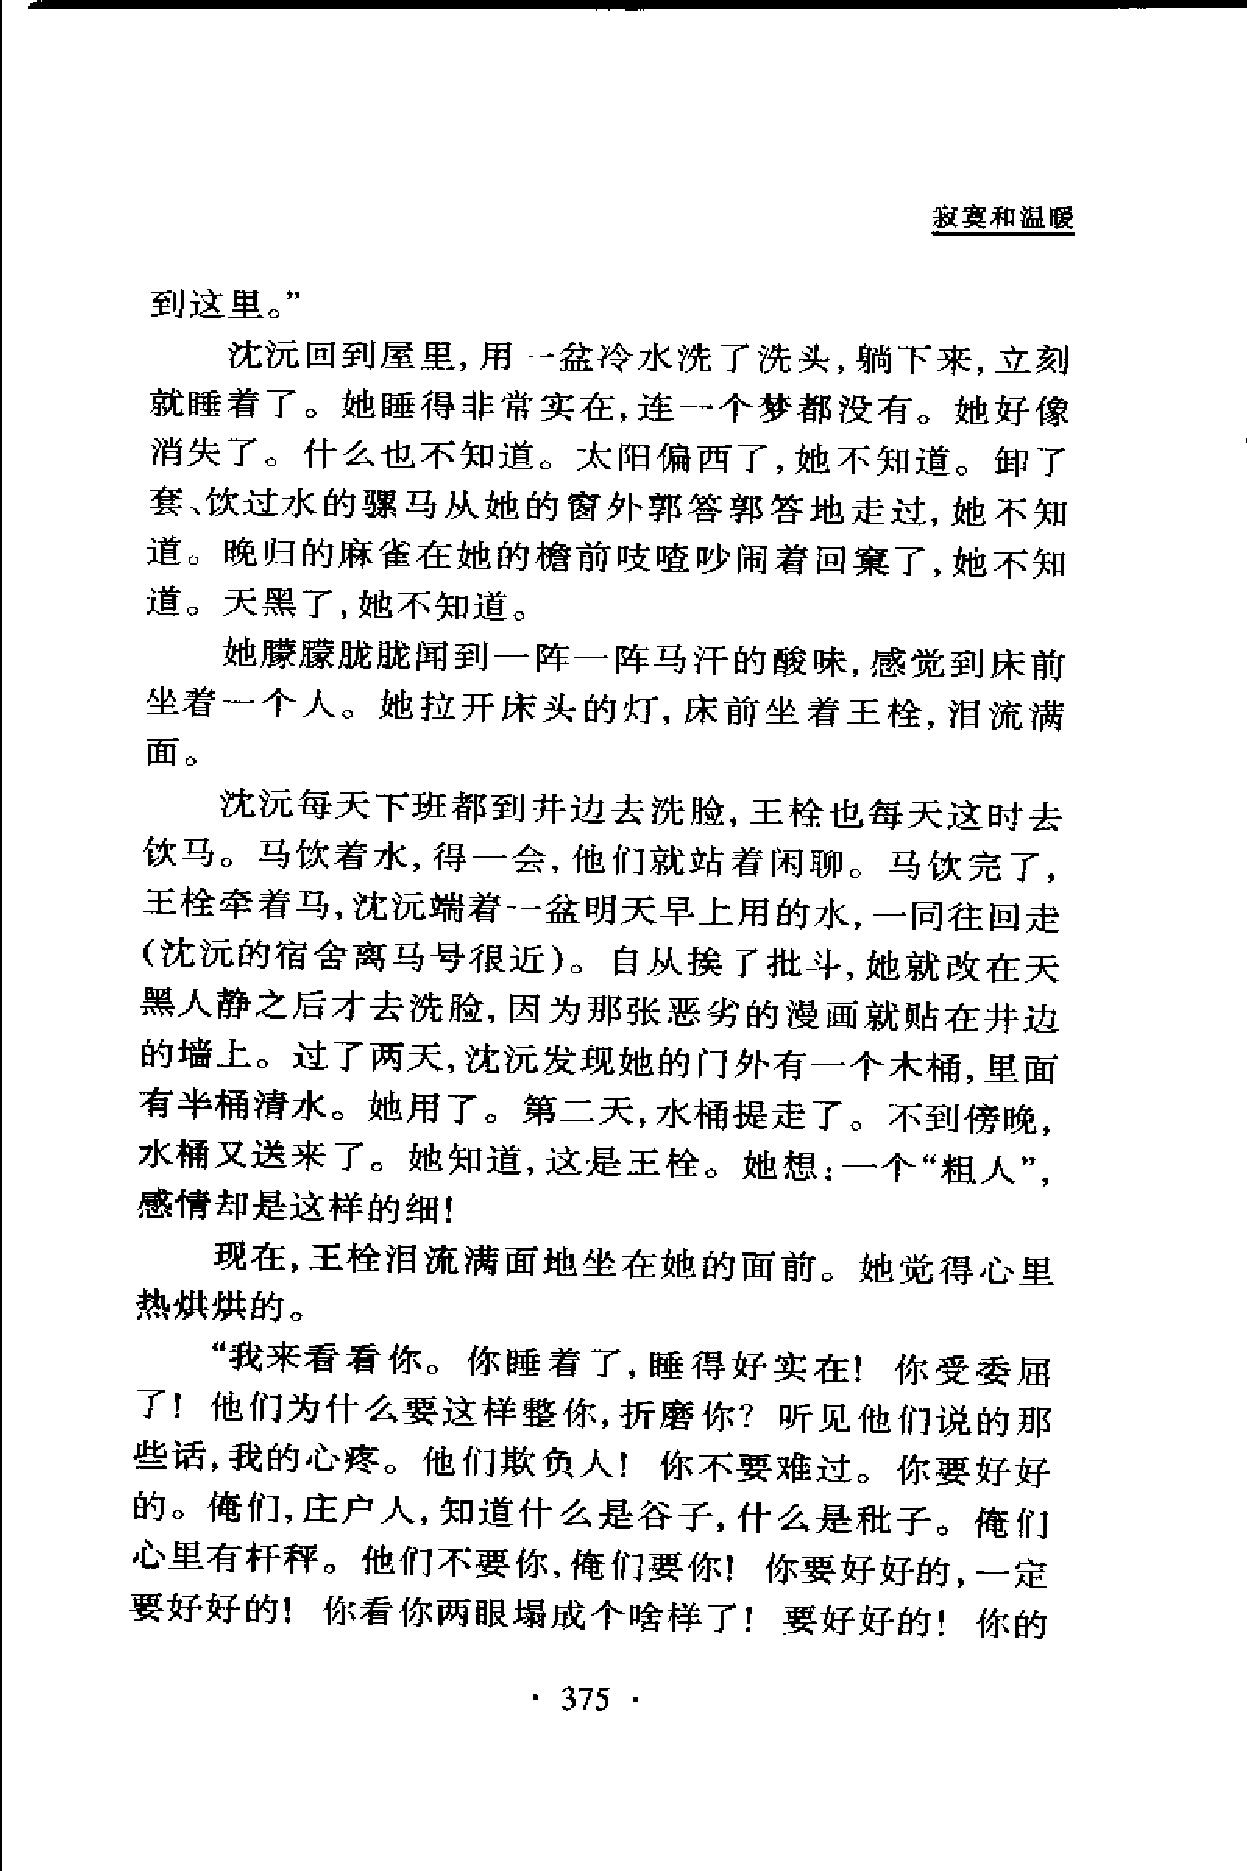 寂寞和温暖
到这里。”
沈沅回到屋里,用一盆冷水洗了洗头,躺下来,立刻
就睡着了。她睡得非常实在,连一个梦都没有。她好像
消失了。什么也不知道。太阳偏西了,她不知道。卸了
套、饮过水的骡马从她的窗外郭答郭答地走过,她不知
道。晚归的麻雀在她的檐前吱喳吵闹着回窠了,她不知
道。天黑了,她不知道。
她朦朦胧胧闻到一阵一阵马汗的酸味,感觉到床前
坐着一个人。她拉开床头的灯,床前坐着王栓,泪流满
面。
沈沅每天下班都到井边去洗脸,王栓也每天这时去
饮马。马饮着水,得一会,他们就站着闲聊。马饮完了,
王栓牵着马,沈沅端着一盆明天早上用的水,一同往回走
(沈沅的宿舍离马号很近)。自从挨了批斗,她就改在天
黑人静之后才去洗脸,因为那张恶劣的漫画就贴在井边
的墙上。过了两天,沈沅发现她的门外有一个木桶,里面
有半桶清水。她用了。第二天,水桶提走了。不到傍晚,
水桶又送来了。她知道,这是王栓。她想:一个“粗人”,
感情却是这样的细!
现在,王栓泪流满面地坐在她的面前。她觉得心里
热烘烘的。
“我来看看你。你睡着了,睡得好实在!你受委屈
了!他们为什么要这样整你,折磨你?听见他们说的那
些话,我的心疼。他们欺负人!你不要难过。你要好好
的。俺们,庄户人,知道什么是谷子,什么是秕子。俺们
心里有杆秤。他们不要你,俺们要你!你要好好的,一定
要好好的!你看你两眼塌成个啥样了!要好好的!你的
· 375 ·